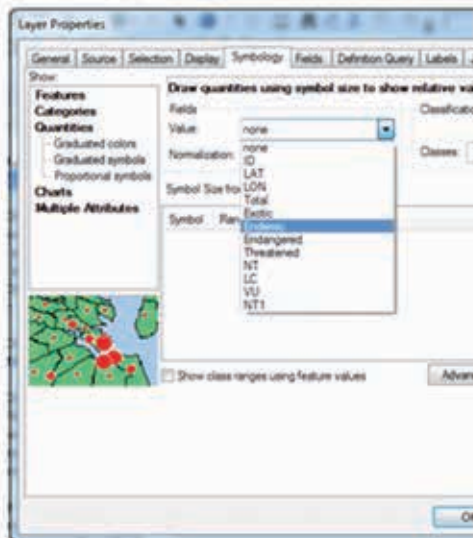 Layer Properties
General Source Selection Display Symbology Fields Definition Query Labels
Show:
Features
Categories
Quantities
Graduated colors
Graduated symbols
Proportional symbols
Charts
Multiple Attributes
Draw quantities using symbol size to show relative va
Fields
Classificatio
Value: none
Normalization:
Classes:
none
ID
LAT
LON
Total
Exotic
Endemic
Endangered
Threatened
NT
LC
VU
NT1
Symbol Size fro
Symbol Ran
Show class ranges using feature values
Advan